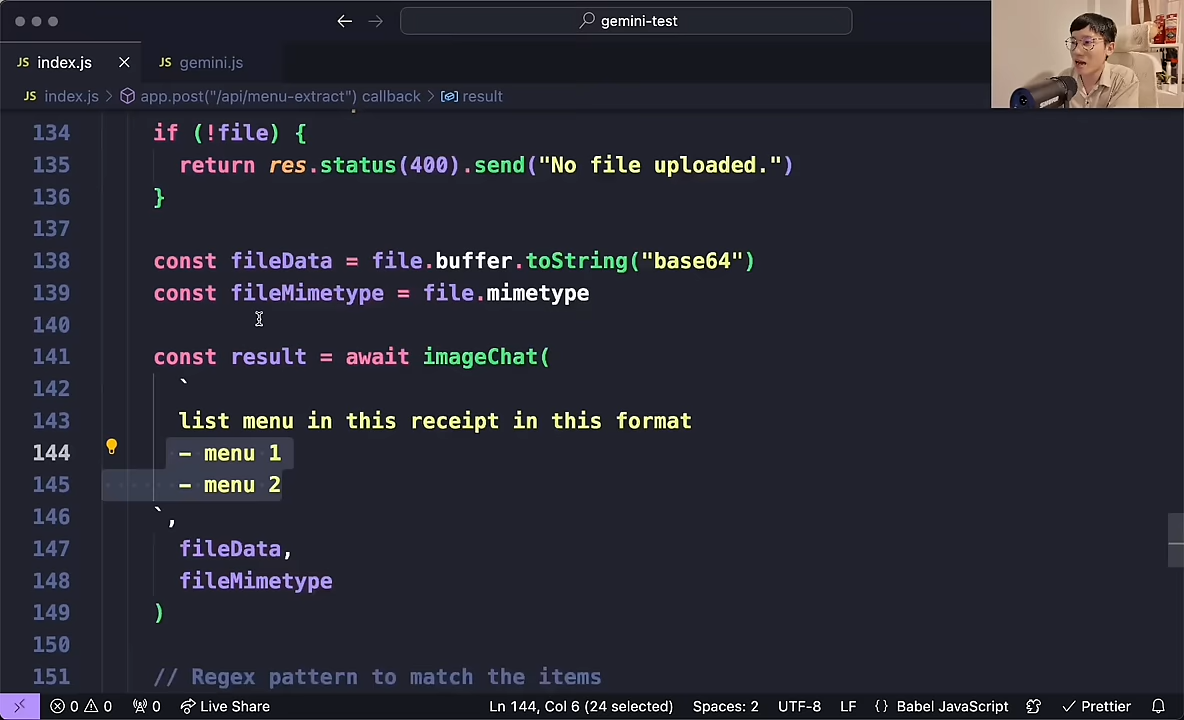 gemini-test
JS index.js
JS gemini.js
JS index.js > app.post("/api/menu-extract") callback > result
134 if (!file) {
135 return res.status(400).send("No file uploaded.")
136 }
137
138 const fileData = file.buffer.toString("base64")
139 const fileMimetype = file.mimetype
140
141 const result = await imageChat(
142 `
143 list menu in this receipt in this format
144 - menu 1
145 - menu 2
146 `,
147 fileData,
148 fileMimetype
149 )
150
151 // Regex pattern to match the items
0 0 0 Live Share Ln 144, Col 6 (24 selected) Spaces: 2 UTF-8 LF {} Babel JavaScript Prettier